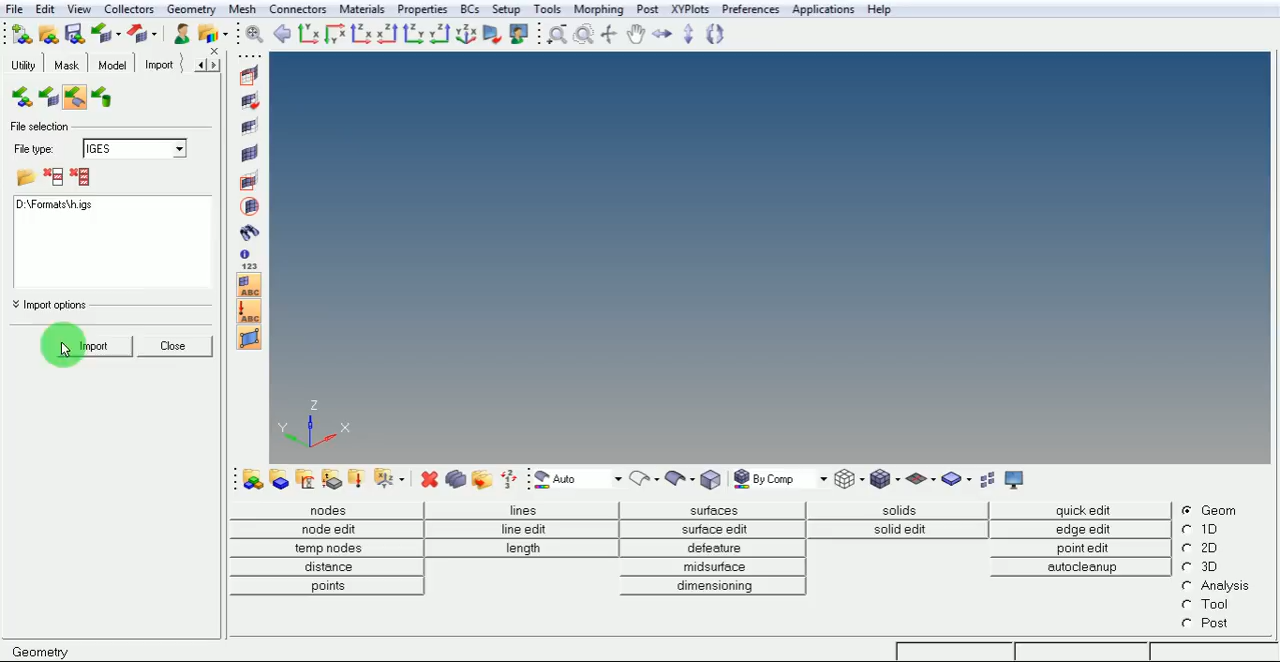 File Edit View Collectors Geometry Mesh Connectors Materials Properties BCs Setup Tools Morphing Post XYPlots Preferences Applications Help
Utility Mask Model Import
File selection
File type: IGES
D:\Formats\h.igs
Import options
Import Close
123
ABC
ABC
Z
Y X
Auto By Comp
nodes lines surfaces solids quick edit Geom
node edit line edit surface edit solid edit edge edit 1D
temp nodes length defeature point edit 2D
distance midsurface autocleanup 3D
points dimensioning Analysis
Tool
Post
Geometry